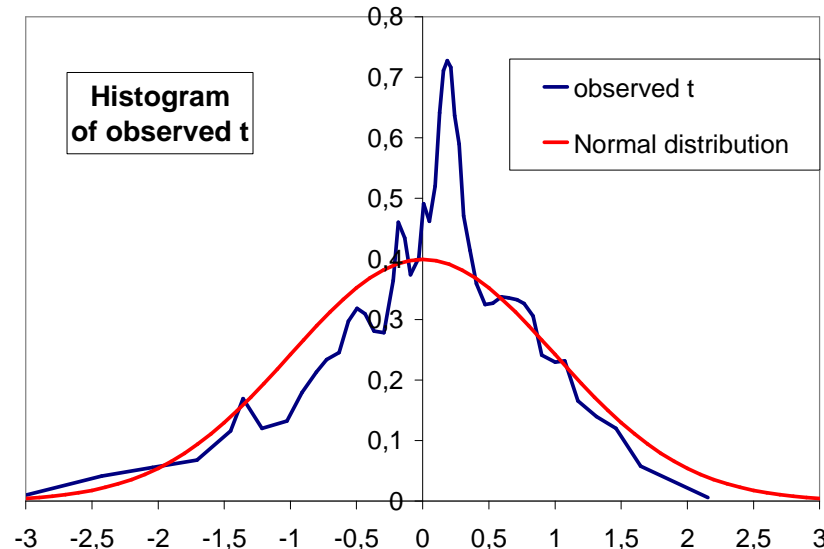 0,8
Histogram
of observed t
observed t
Normal distribution
0,7
0,6
0,5
0,4
0,3
0,2
0,1
0
-3 -2,5 -2 -1,5 -1 -0,5 0 0,5 1 1,5 2 2,5 3